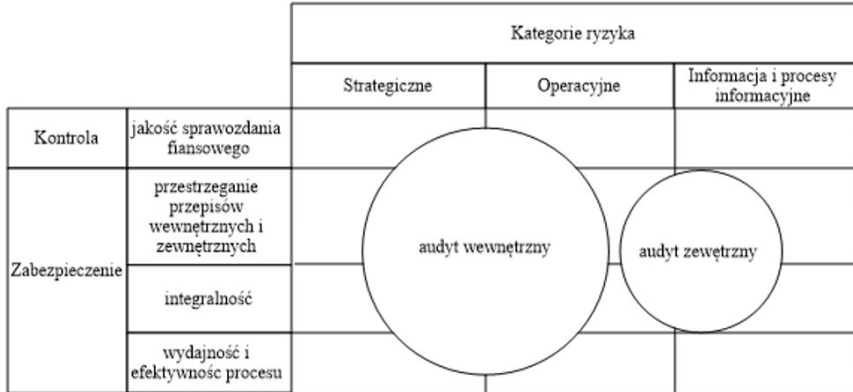 Kategorie ryzyka
Strategiczne
Operacyjne
Informacja i procesy
informacyjne
Kontrola
jakość sprawozdania
fiansowego
Zabezpieczenie
przestrzeganie
przepisów
wewnętrznych i
zewnętrznych
integralność
wydajność i
efektywnośc procesu
audyt wewnętrzny
audyt zewętrzny